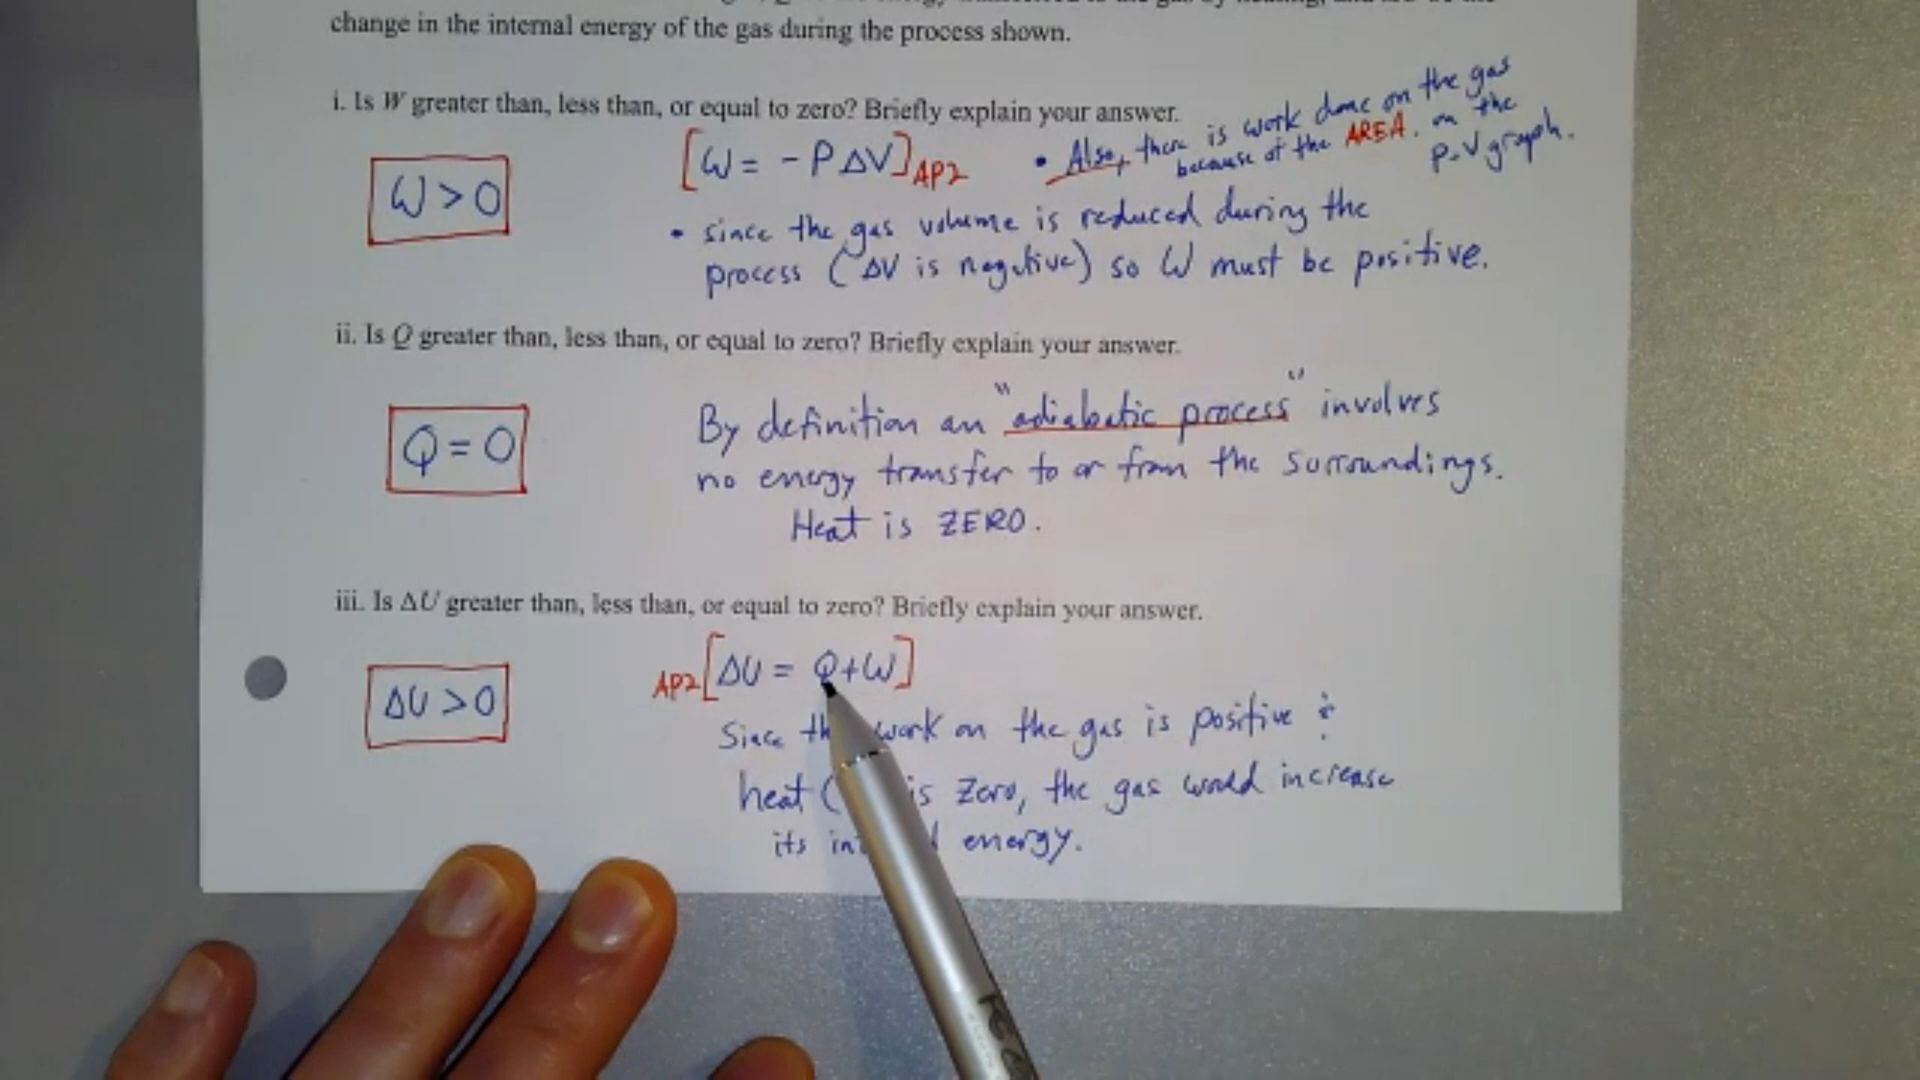 change in the internal energy of the gas during the process shown.
i. Is W greater than, less than, or equal to zero? Briefly explain your answer.
W > 0
[W = - P ΔV] AP2
• Also, there is work done on the gas
because of the AREA. on the
P-V graph.
• since the gas volume is reduced during the
process (ΔV is negative) so W must be positive.
ii. Is Q greater than, less than, or equal to zero? Briefly explain your answer.
Q = 0
By definition an "adiabatic process" involves
no energy transfer to or from the surroundings.
Heat is ZERO.
iii. Is ΔU greater than, less than, or equal to zero? Briefly explain your answer.
ΔU > 0
AP2 [ΔU = Q+W]
Since th work on the gas is positive &
heat ( is zero, the gas would increase
its in energy.